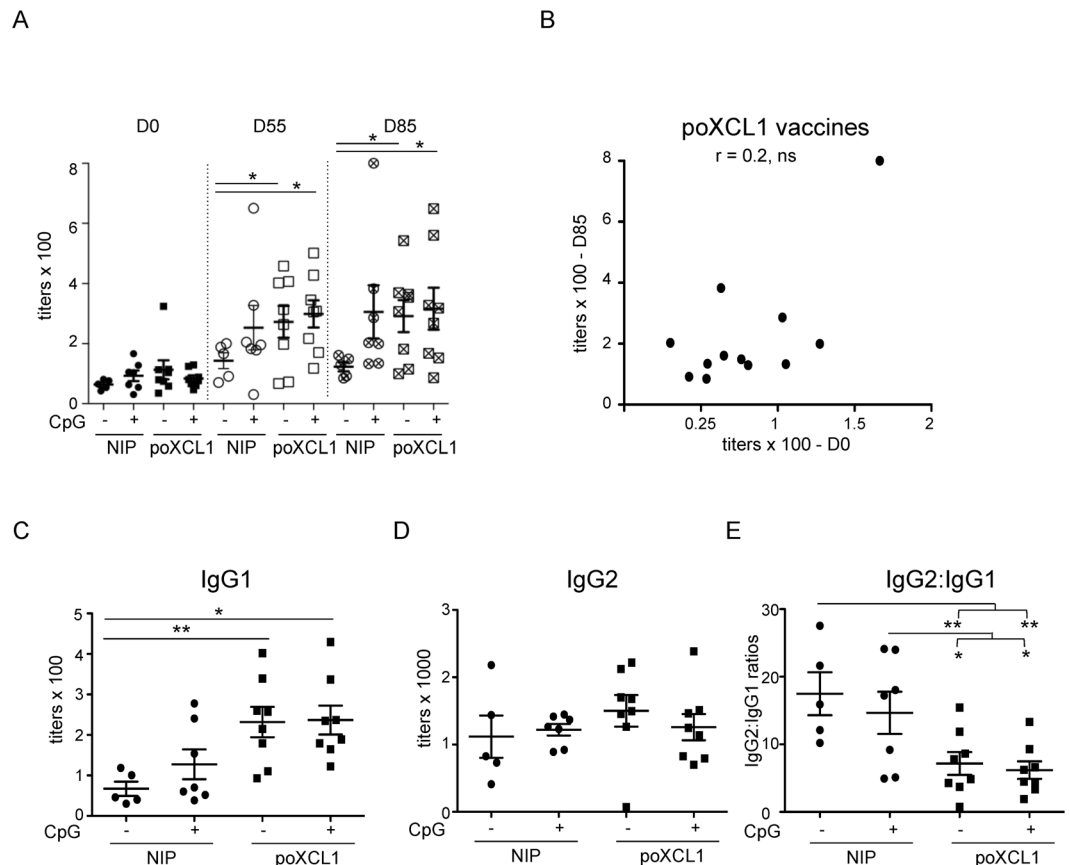 A
B
D0 D55 D85
* * * *
titers x 100
8
6
4
2
0
CpG - + - + - + - + - + - +
NIP poXCL1 NIP poXCL1 NIP poXCL1
poXCL1 vaccines
r = 0.2, ns
titers x 100 - D85
8
6
4
2
0
0.25 1 1.5 2
titers x 100 - D0
C
D
E
IgG1
*
**
titers x 100
5
4
3
2
1
0
CpG - + - +
NIP poXCL1
IgG2
titers x 1000
3
2
1
0
CpG - + - +
NIP poXCL1
IgG2:IgG1
** **
* *
IgG2:IgG1 ratios
30
20
10
0
CpG - + - +
NIP poXCL1